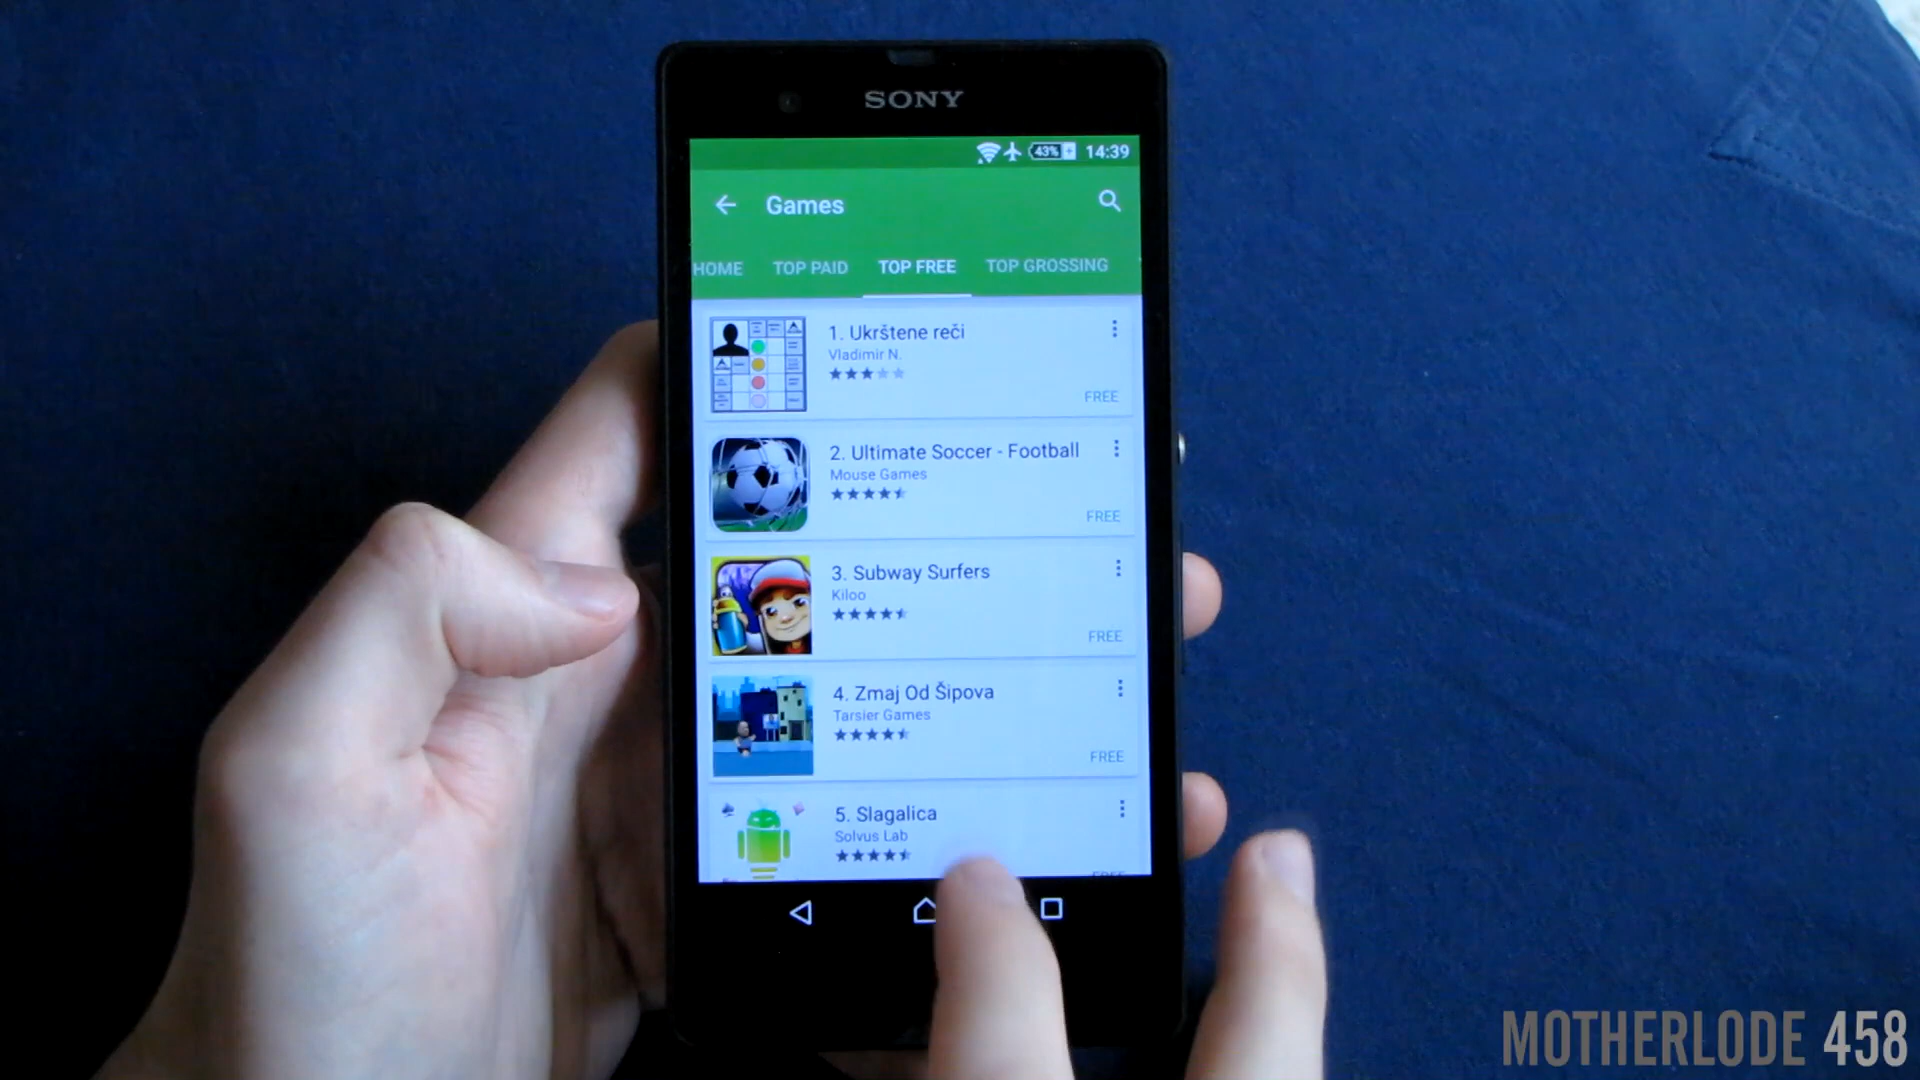 SONY
43% 14:39
Games
HOME TOP PAID TOP FREE TOP GROSSING
1. Ukrštene reči
Vladimir N.
FREE
2. Ultimate Soccer - Football
Mouse Games
FREE
3. Subway Surfers
Kiloo
FREE
4. Zmaj Od Šipova
Tarsier Games
FREE
5. Slagalica
Solvus Lab
FREE
MOTHERLODE 458